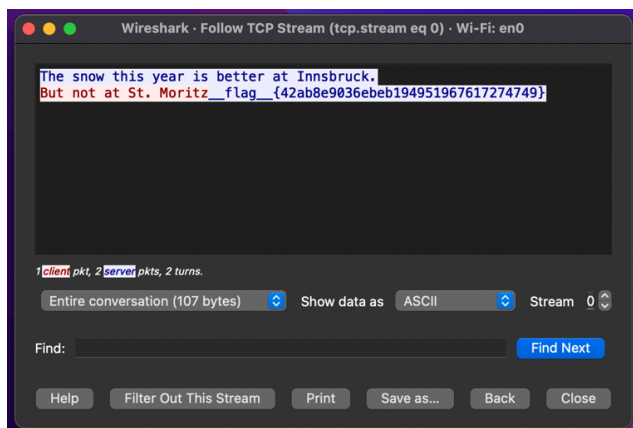 Wireshark · Follow TCP Stream (tcp.stream eq 0) · Wi-Fi: en0
The snow this year is better at Innsbruck.
But not at St. Moritz__flag__{42ab8e9036ebeb194951967617274749}
1 client pkt, 2 server pkts, 2 turns.
Entire conversation (107 bytes) Show data as ASCII Stream 0
Find: Find Next
Help Filter Out This Stream Print Save as... Back Close